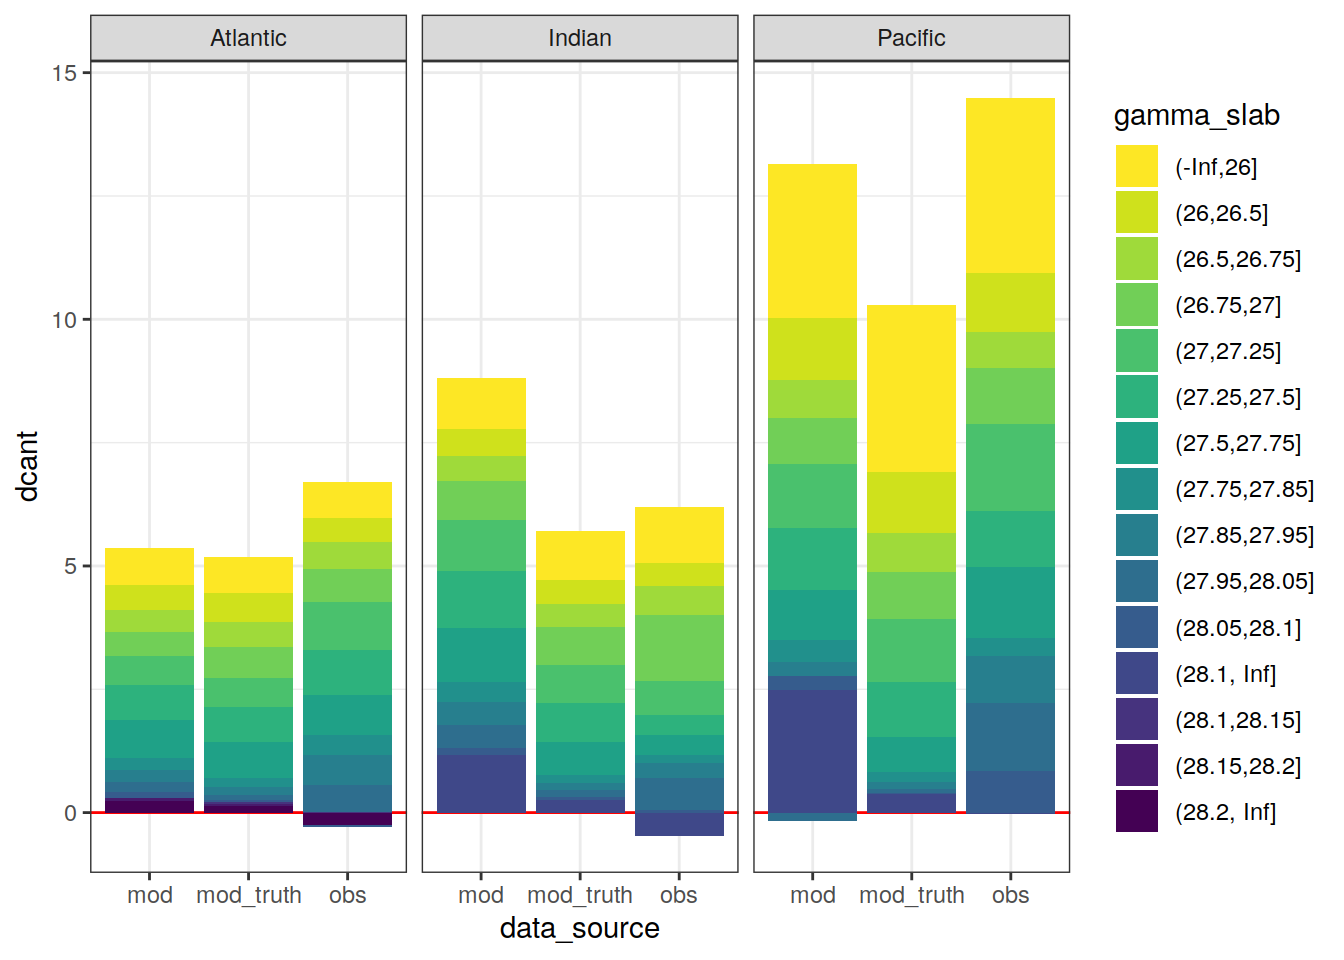 Atlantic Indian Pacific
15
10
5
0
dcant
mod mod_truth obs mod mod_truth obs mod mod_truth obs
data_source
gamma_slab
(-Inf,26]
(26,26.5]
(26.5,26.75]
(26.75,27]
(27,27.25]
(27.25,27.5]
(27.5,27.75]
(27.75,27.85]
(27.85,27.95]
(27.95,28.05]
(28.05,28.1]
(28.1, Inf]
(28.1,28.15]
(28.15,28.2]
(28.2, Inf]